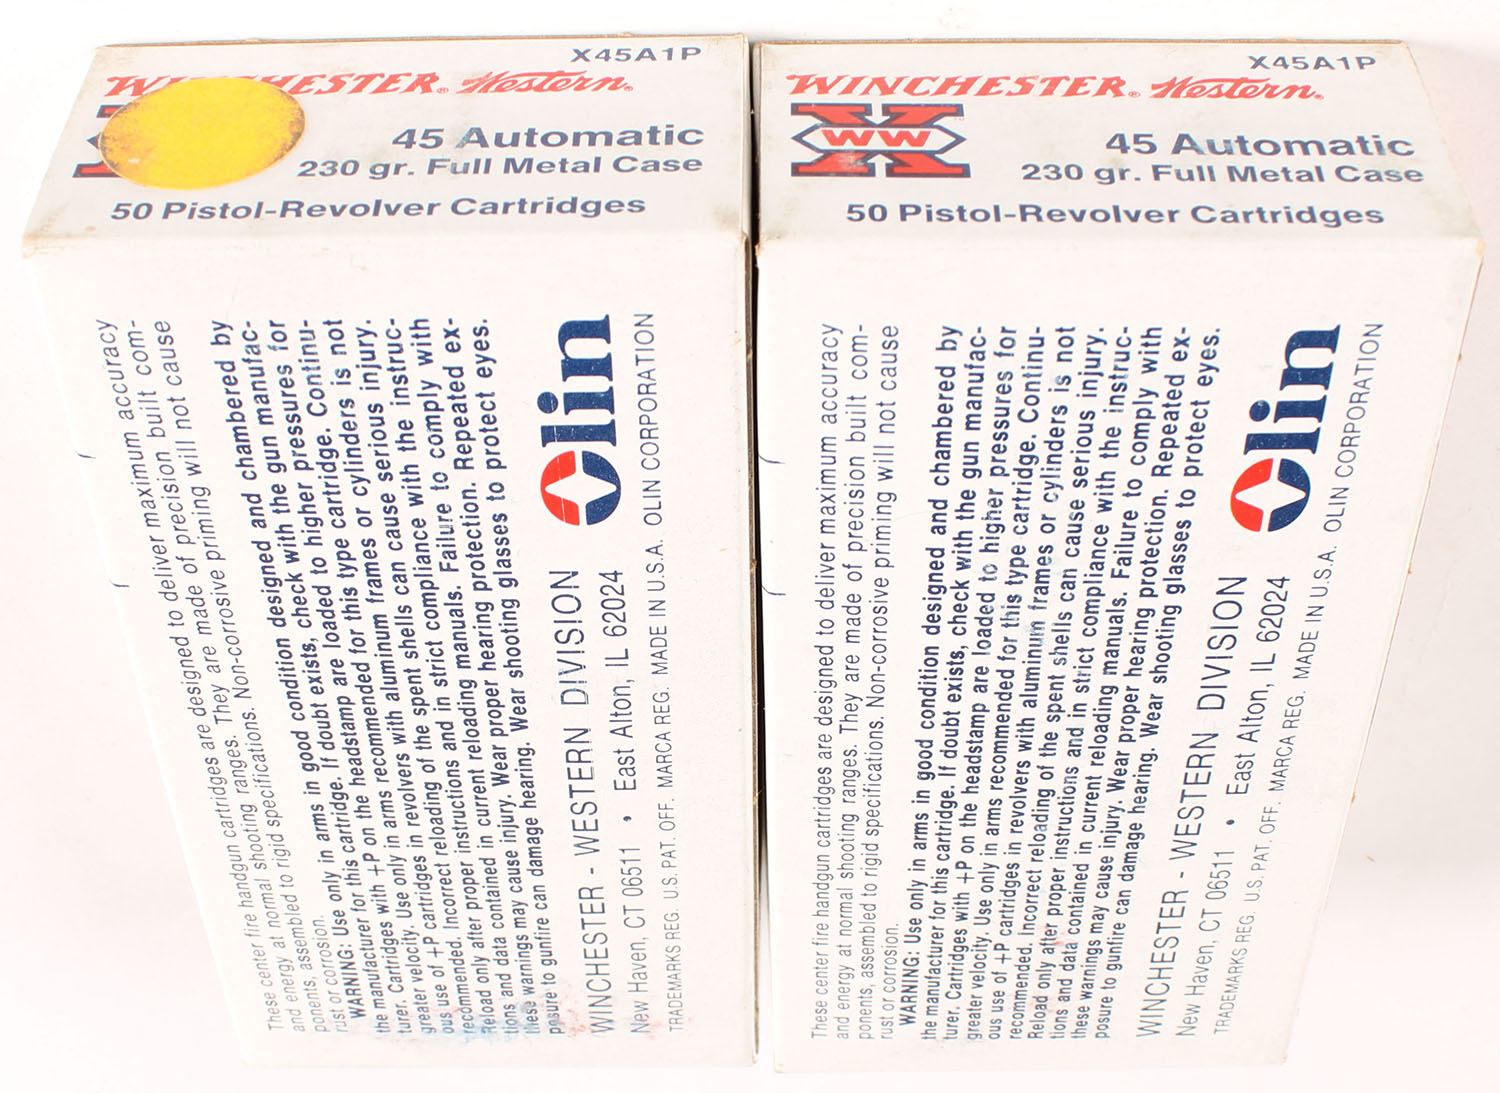 X45A1P
WINCHESTER® Western®
45 Automatic
230 gr. Full Metal Case
50 Pistol-Revolver Cartridges
These center fire handgun cartridges are designed to deliver maximum accuracy
and energy at normal shooting ranges. They are made of precision built com-
ponents, assembled to rigid specifications. Non-corrosive priming will not cause
rust or corrosion.
WARNING: Use only in arms in good condition designed and chambered by
the manufacturer for this cartridge. If doubt exists, check with the gun manufac-
turer. Cartridges with +P on the headstamp are loaded to higher pressures for
greater velocity. Use only in arms recommended for this type cartridge. Continu-
ous use of +P cartridges in revolvers with aluminum frames or cylinders is not
recommended. Incorrect reloading of the spent shells can cause serious injury.
Reload only after proper instructions and in strict compliance with the instruc-
tions and data contained in current reloading manuals. Failure to comply with
these warnings may cause injury. Wear proper hearing protection. Repeated ex-
posure to gunfire can damage hearing. Wear shooting glasses to protect eyes.
WINCHESTER - WESTERN DIVISION
New Haven, CT 06511 • East Alton, IL 62024
Olin
TRADEMARKS REG. U.S. PAT. OFF. MARCA REG. MADE IN U.S.A. OLIN CORPORATION
X45A1P
WINCHESTER® Western®
WW
45 Automatic
230 gr. Full Metal Case
50 Pistol-Revolver Cartridges
These center fire handgun cartridges are designed to deliver maximum accuracy
and energy at normal shooting ranges. They are made of precision built com-
ponents, assembled to rigid specifications. Non-corrosive priming will not cause
rust or corrosion.
WARNING: Use only in arms in good condition designed and chambered by
the manufacturer for this cartridge. If doubt exists, check with the gun manufac-
turer. Cartridges with +P on the headstamp are loaded to higher pressures for
greater velocity. Use only in arms recommended for this type cartridge. Continu-
ous use of +P cartridges in revolvers with aluminum frames or cylinders is not
recommended. Incorrect reloading of the spent shells can cause serious injury.
Reload only after proper instructions and in strict compliance with the instruc-
tions and data contained in current reloading manuals. Failure to comply with
these warnings may cause injury. Wear proper hearing protection. Repeated ex-
posure to gunfire can damage hearing. Wear shooting glasses to protect eyes.
WINCHESTER - WESTERN DIVISION
New Haven, CT 06511 • East Alton, IL 62024
Olin
TRADEMARKS REG. U.S. PAT. OFF. MARCA REG. MADE IN U.S.A. OLIN CORPORATION